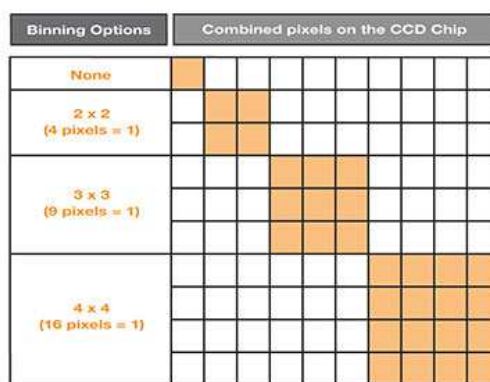 Binning Options
Combined pixels on the CCD Chip
None
2 x 2
(4 pixels = 1)
3 x 3
(9 pixels = 1)
4 x 4
(16 pixels = 1)